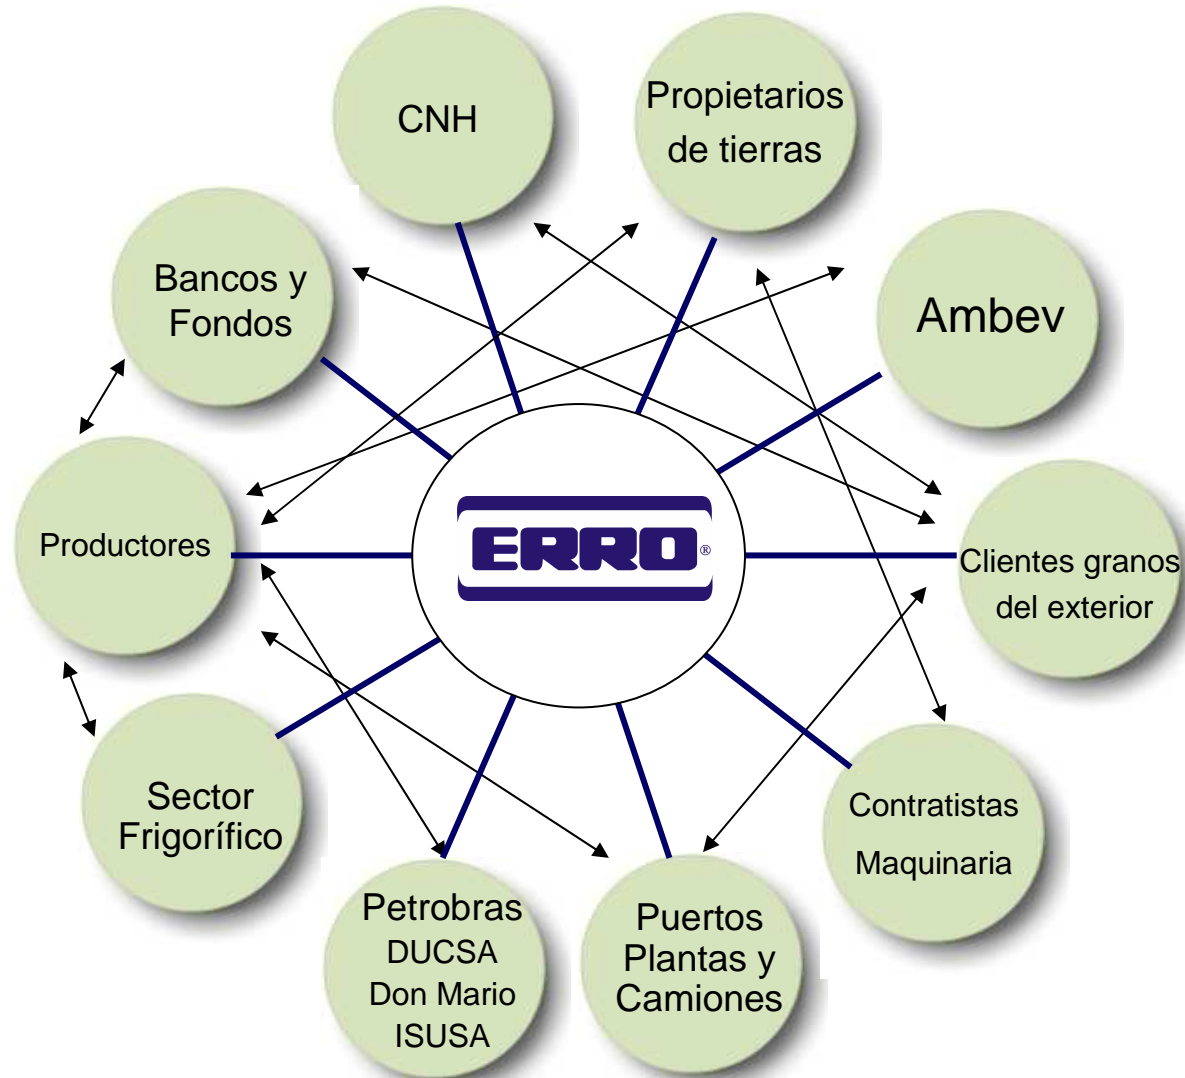 CNH
Propietarios
de tierras
Bancos y
Fondos
Ambev
ERRO®
Productores
Clientes granos
del exterior
Sector
Frigorífico
Contratistas
Maquinaria
Petrobras
DUCSA
Don Mario
ISUSA
Puertos
Plantas y
Camiones